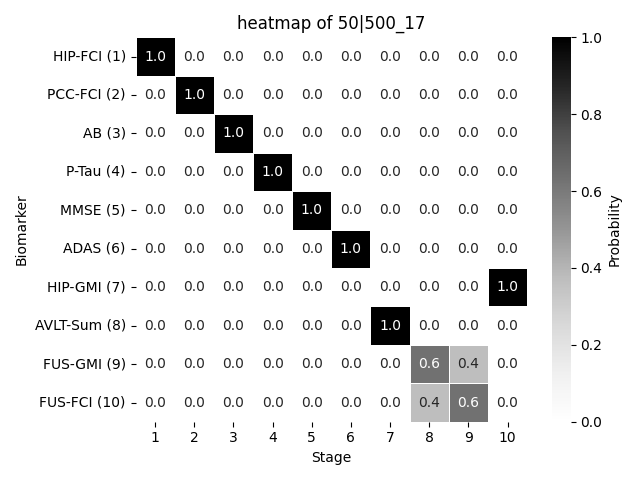 heatmap of 50|500_17
HIP-FCI (1) 1.0 0.0 0.0 0.0 0.0 0.0 0.0 0.0 0.0 0.0
PCC-FCI (2) 0.0 1.0 0.0 0.0 0.0 0.0 0.0 0.0 0.0 0.0
AB (3) 0.0 0.0 1.0 0.0 0.0 0.0 0.0 0.0 0.0 0.0
P-Tau (4) 0.0 0.0 0.0 1.0 0.0 0.0 0.0 0.0 0.0 0.0
MMSE (5) 0.0 0.0 0.0 0.0 1.0 0.0 0.0 0.0 0.0 0.0
ADAS (6) 0.0 0.0 0.0 0.0 0.0 1.0 0.0 0.0 0.0 0.0
HIP-GMI (7) 0.0 0.0 0.0 0.0 0.0 0.0 0.0 0.0 0.0 1.0
AVLT-Sum (8) 0.0 0.0 0.0 0.0 0.0 0.0 1.0 0.0 0.0 0.0
FUS-GMI (9) 0.0 0.0 0.0 0.0 0.0 0.0 0.0 0.6 0.4 0.0
FUS-FCI (10) 0.0 0.0 0.0 0.0 0.0 0.0 0.0 0.4 0.6 0.0
1 2 3 4 5 6 7 8 9 10
Stage
Biomarker
1.0
0.8
0.6
0.4
0.2
0.0
Probability